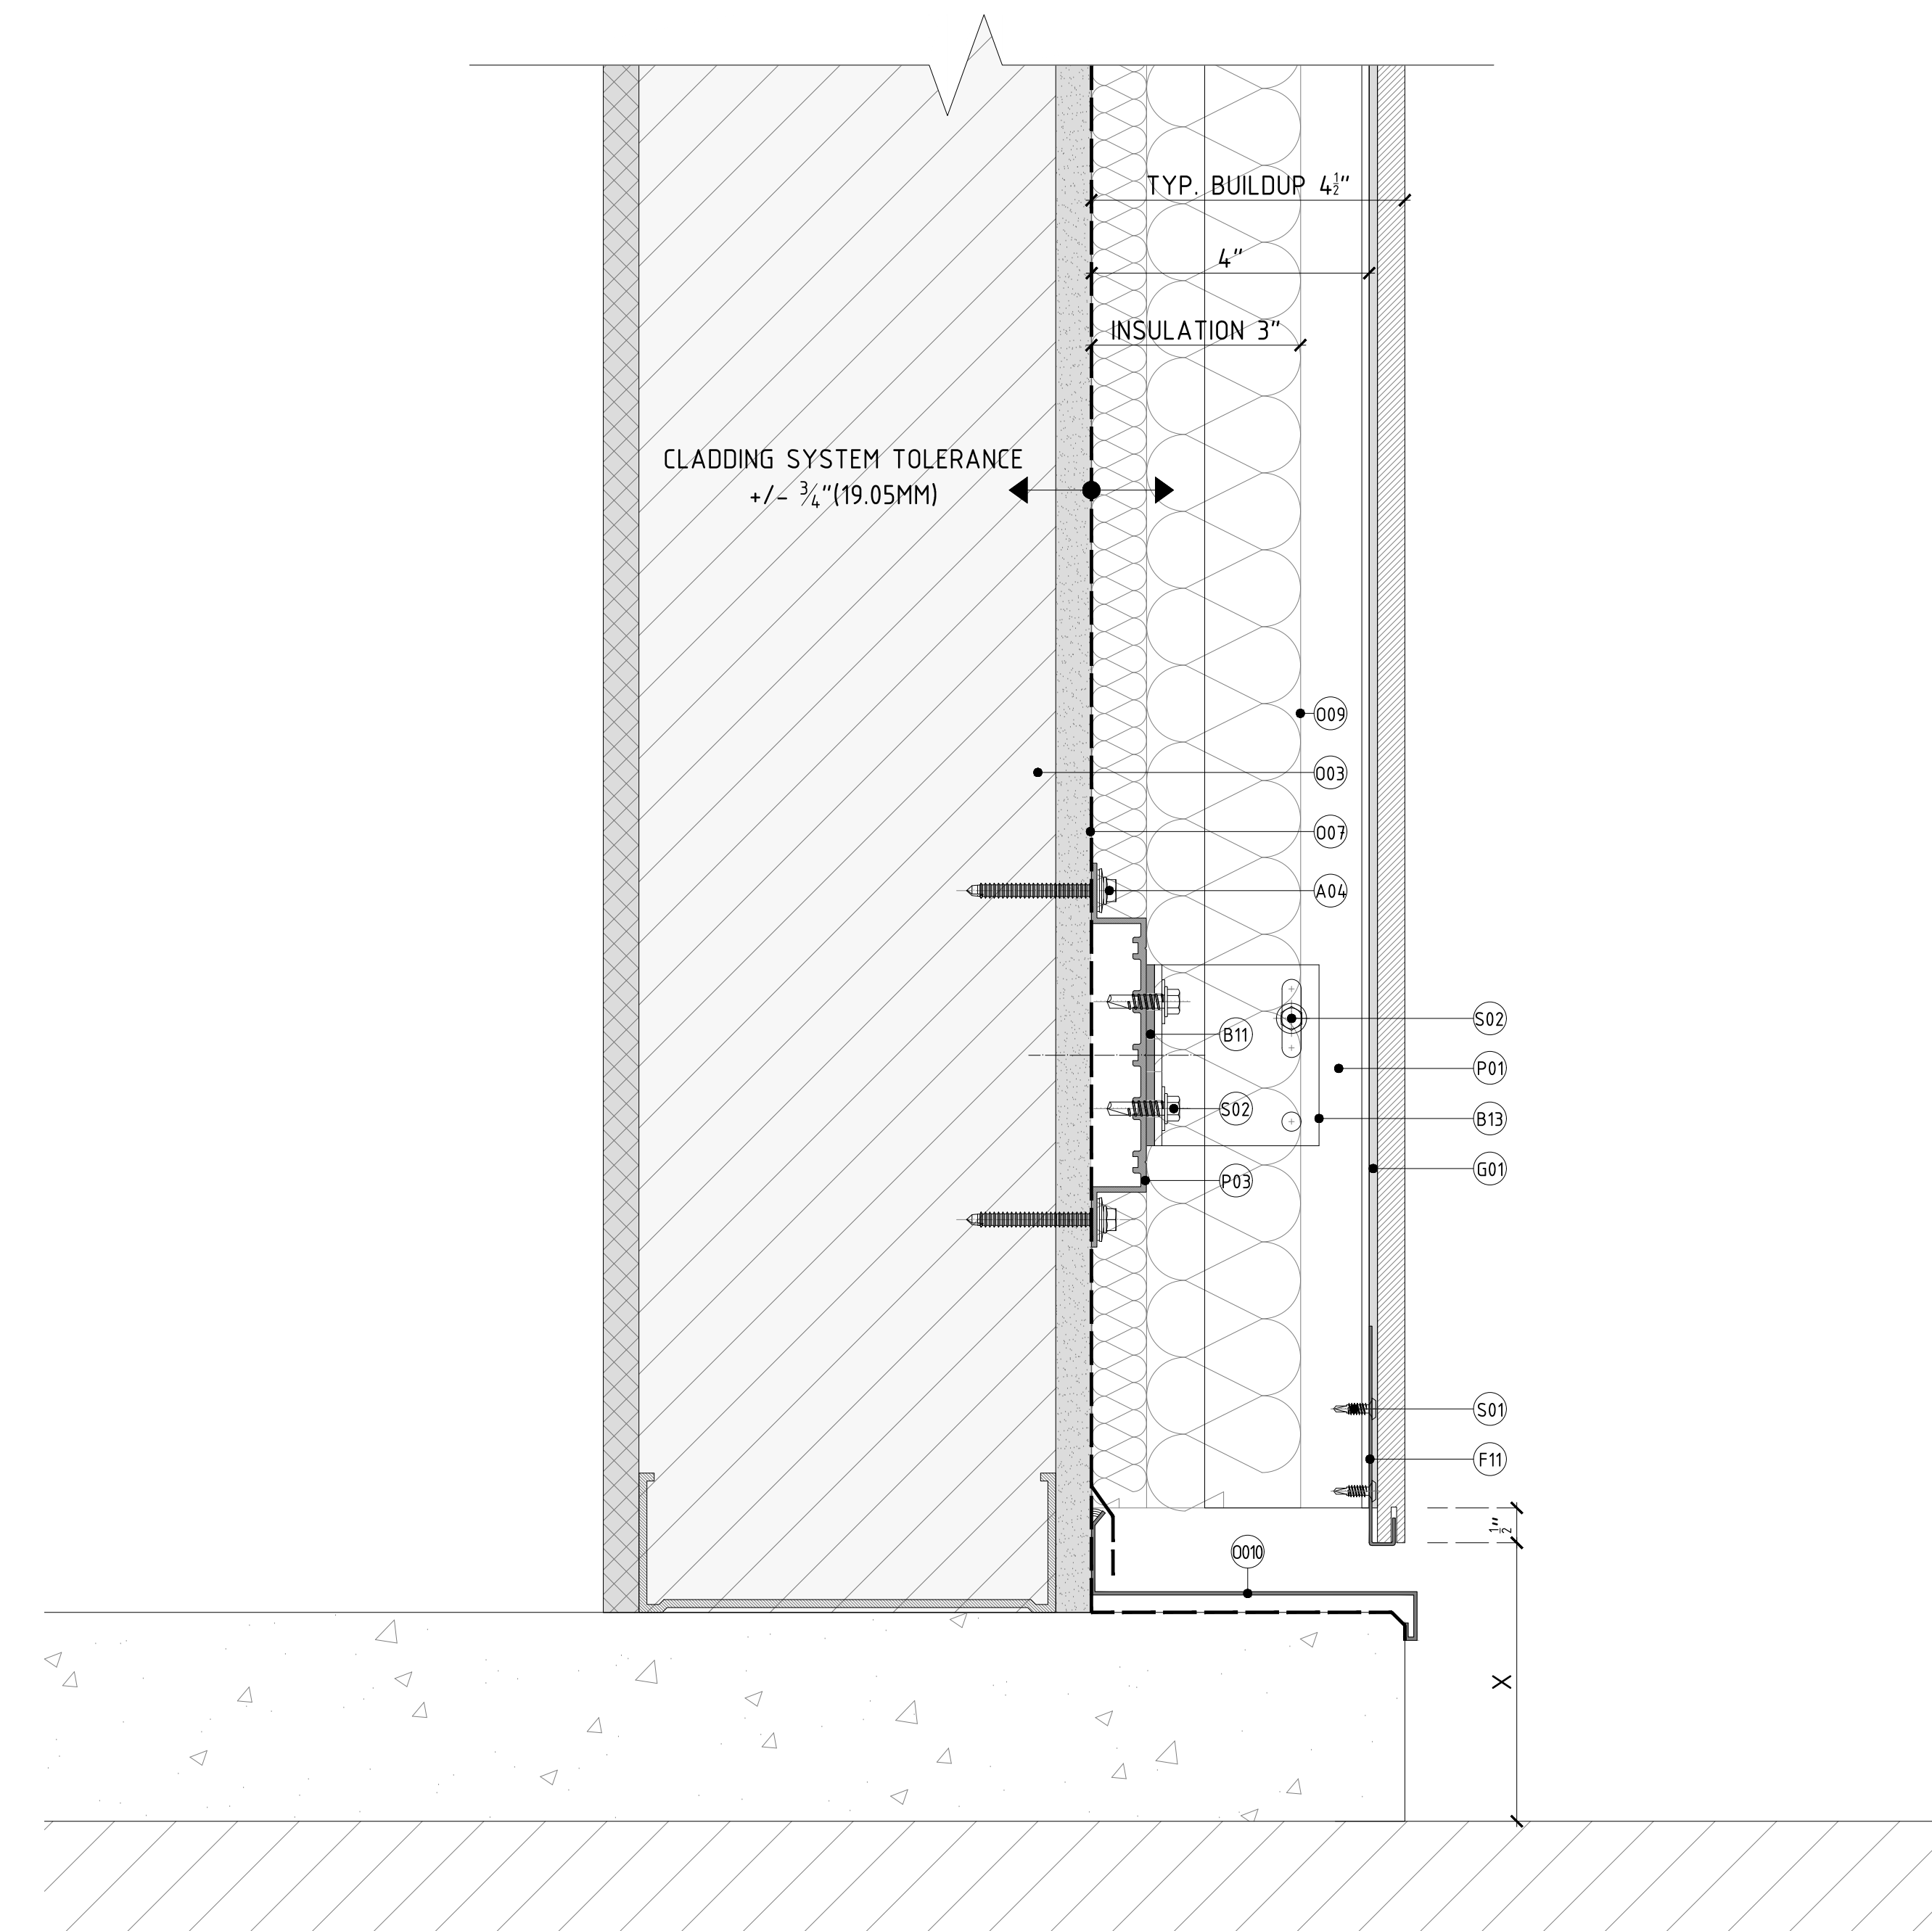 TYP. BUILDUP 4½"
4"
INSULATION 3"
CLADDING SYSTEM TOLERANCE
+/- ¾"(19.05MM)
O09
O03
O07
A04
S02
B11
P01
S02
B13
G01
P03
S01
F11
½"
O010
X